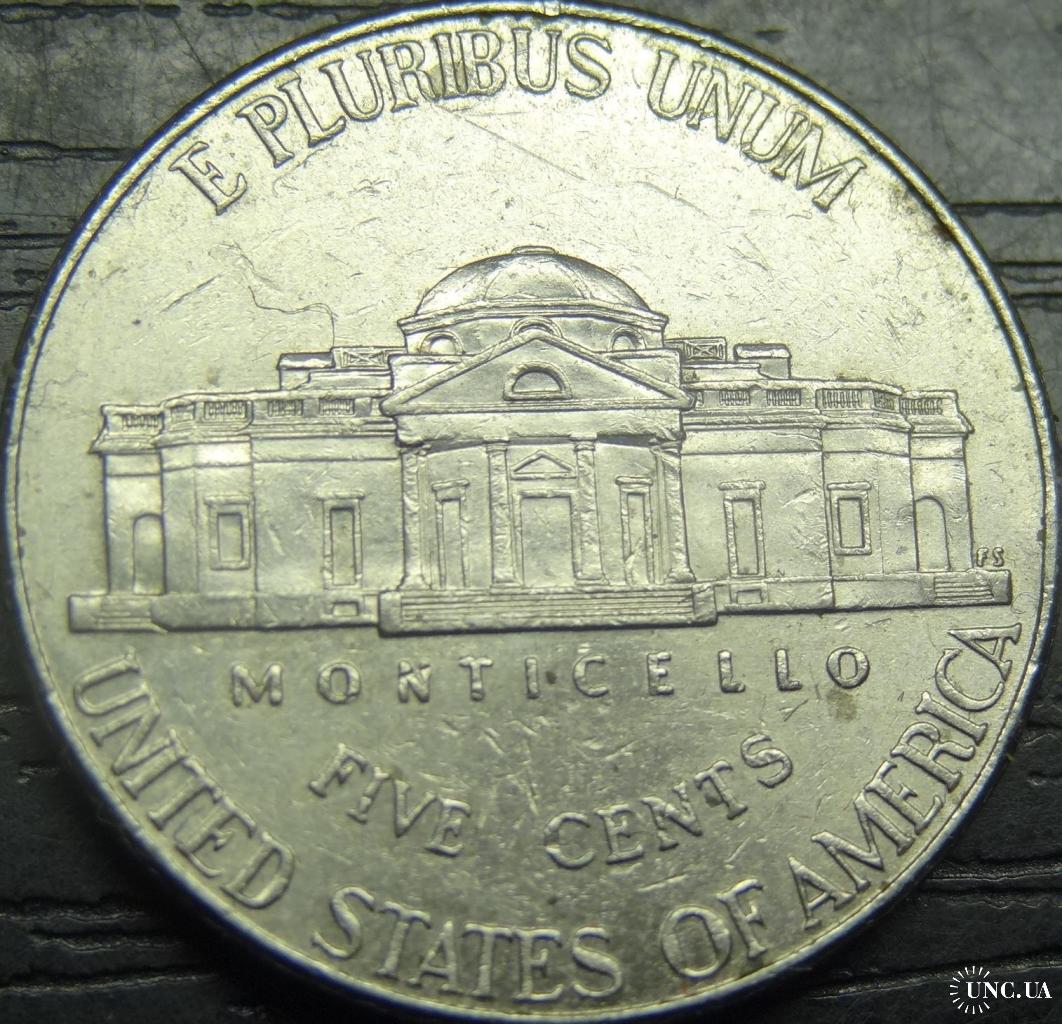 E PLURIBUS UNUM
FS
MONTICELLO
FIVE CENTS
UNITED STATES OF AMERICA
UNC.UA